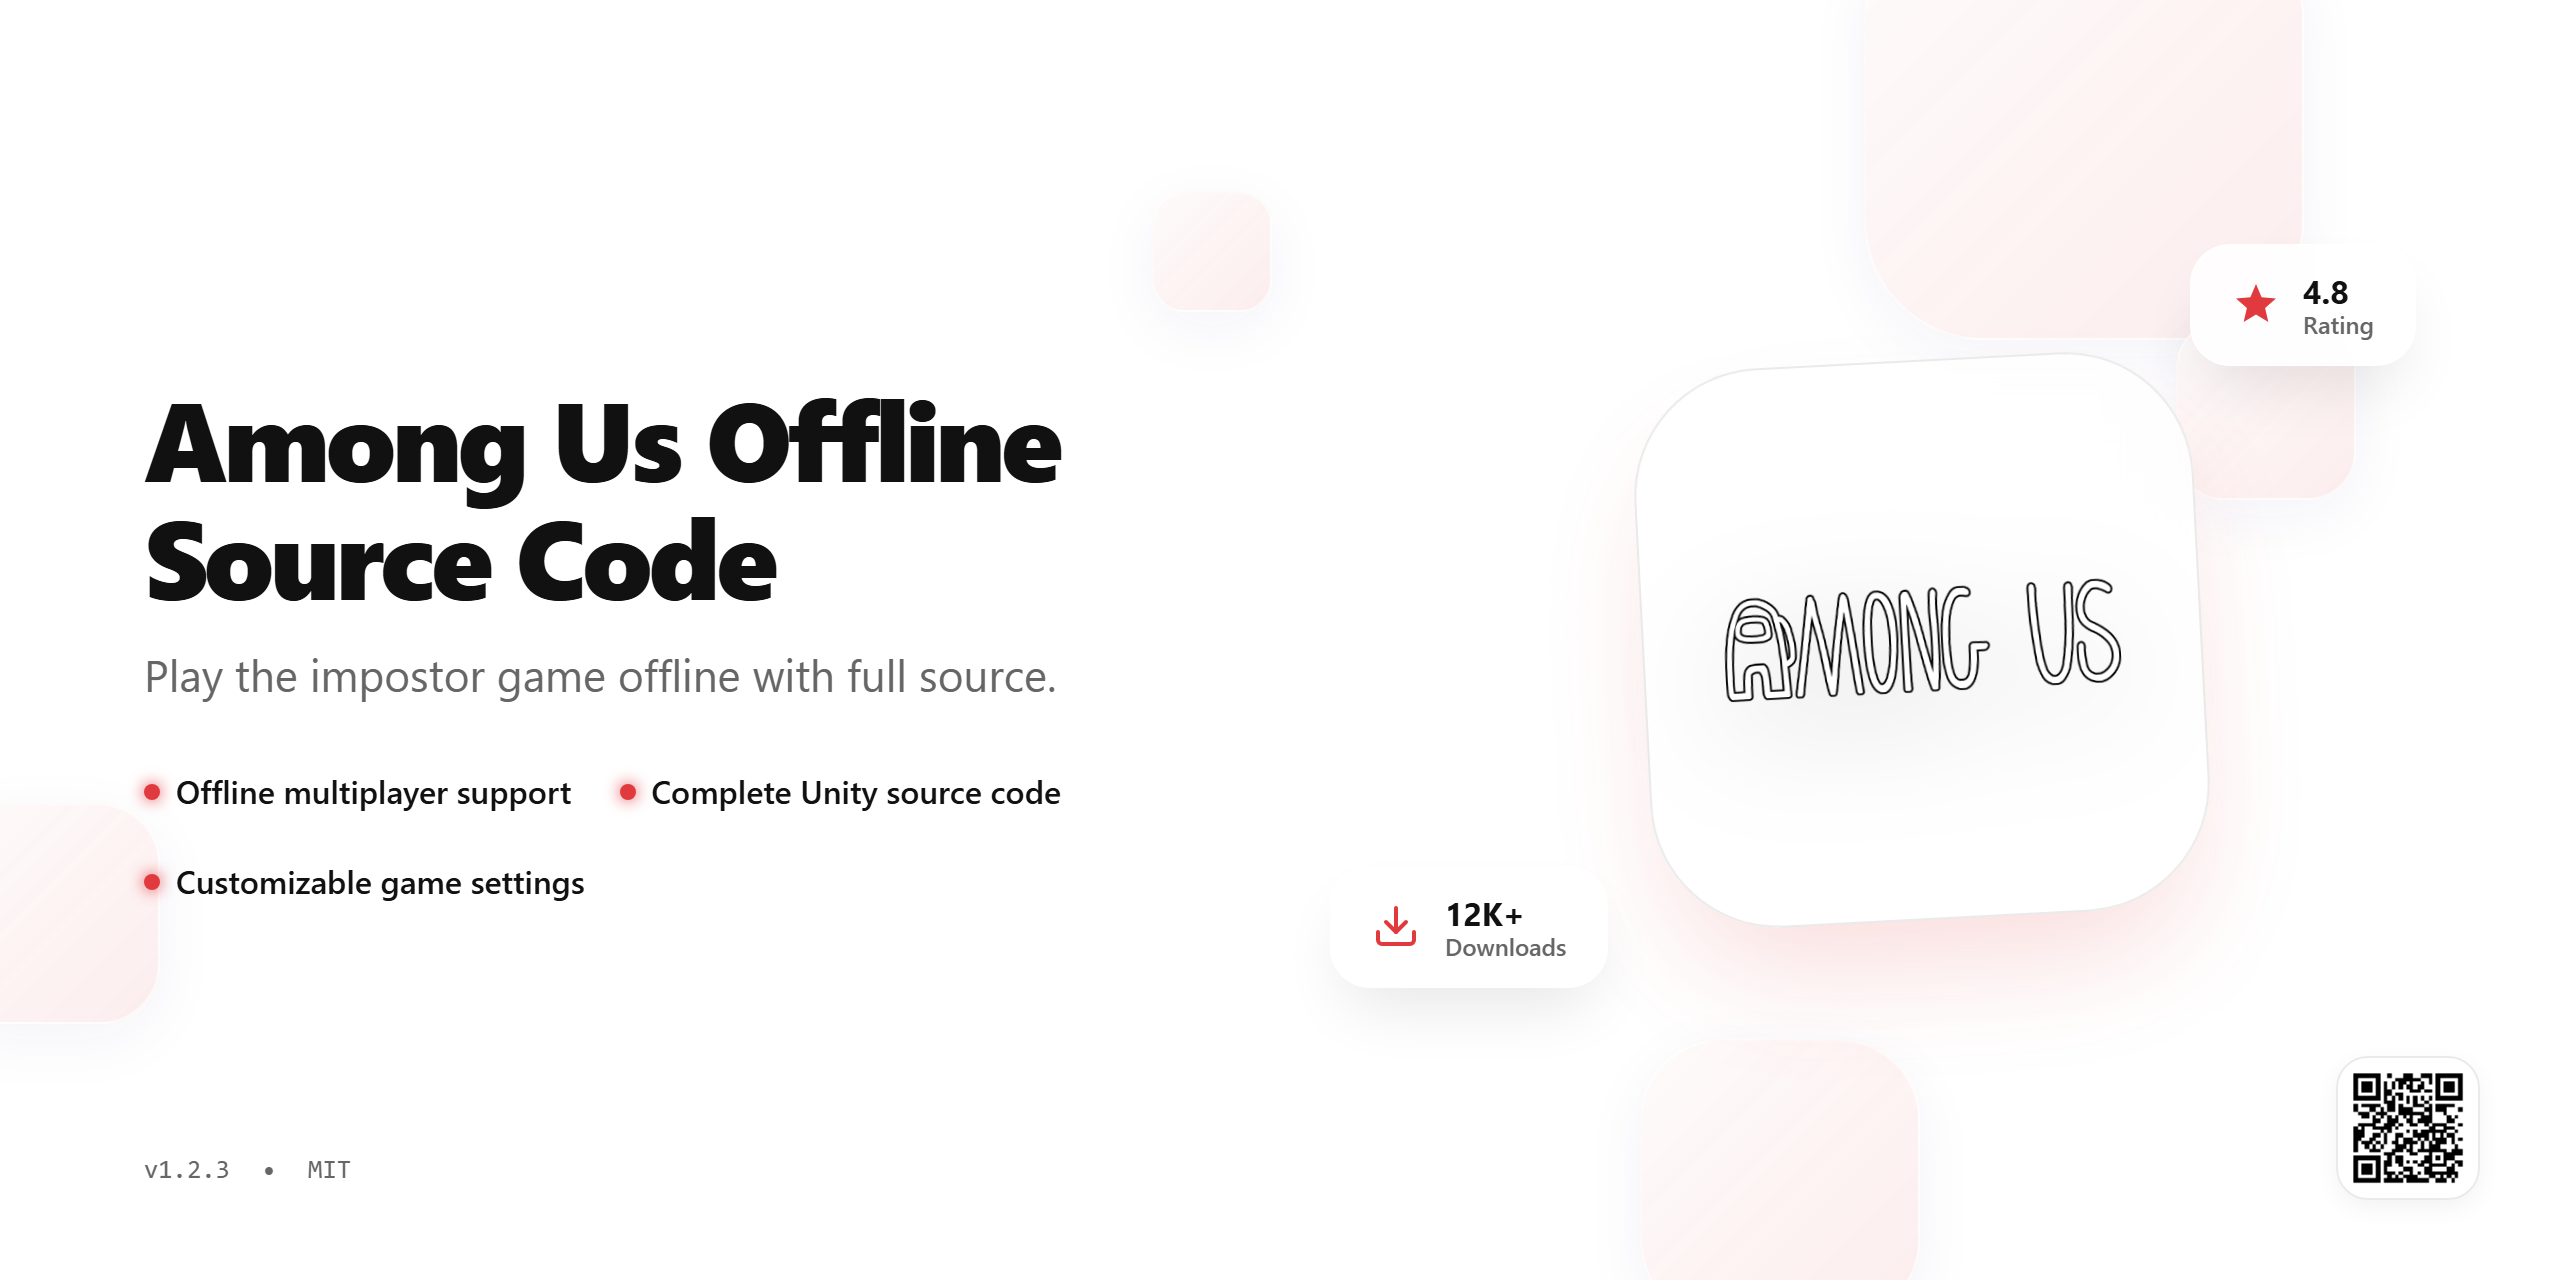 Among Us Offline
Source Code
Play the impostor game offline with full source.
Offline multiplayer support
Complete Unity source code
Customizable game settings
v1.2.3 • MIT
4.8
Rating
AMONG US
12K+
Downloads